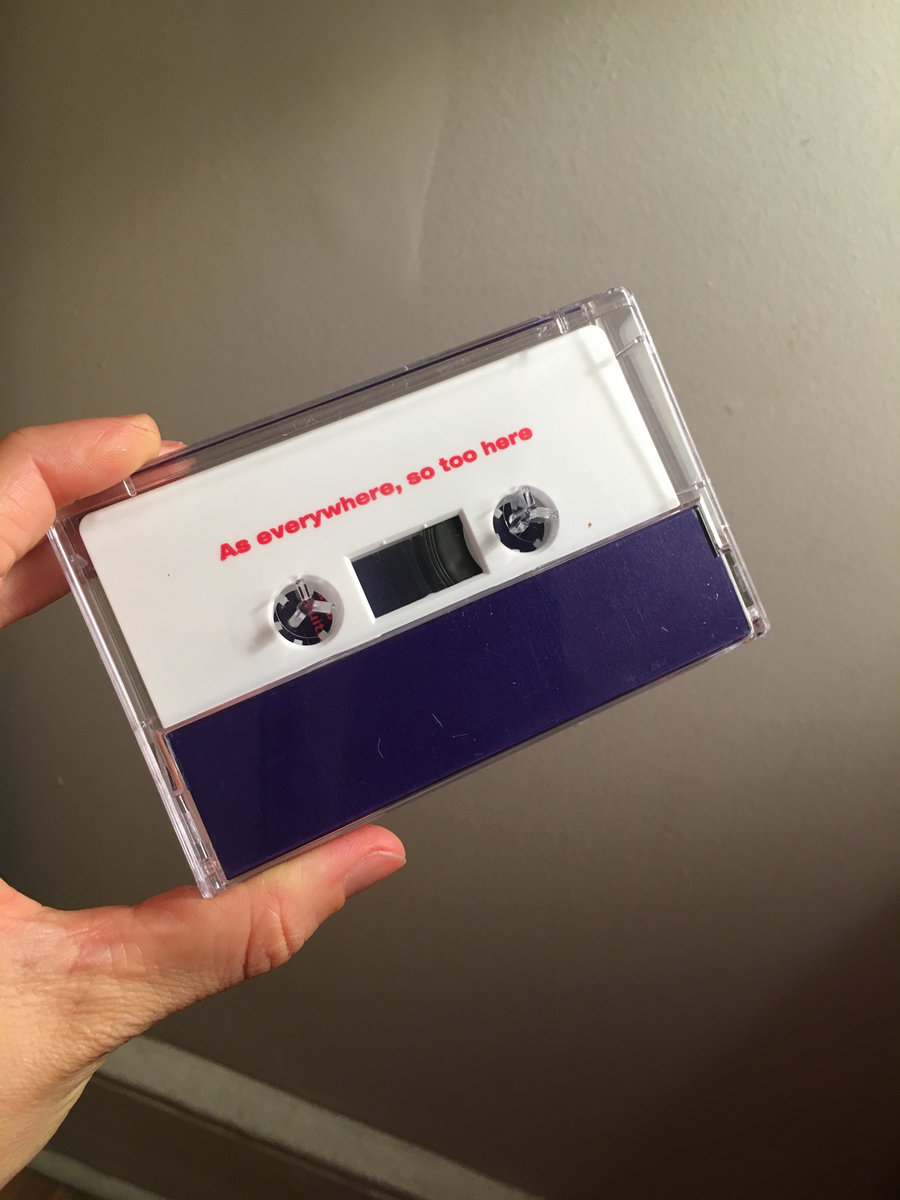 As everywhere, so too here